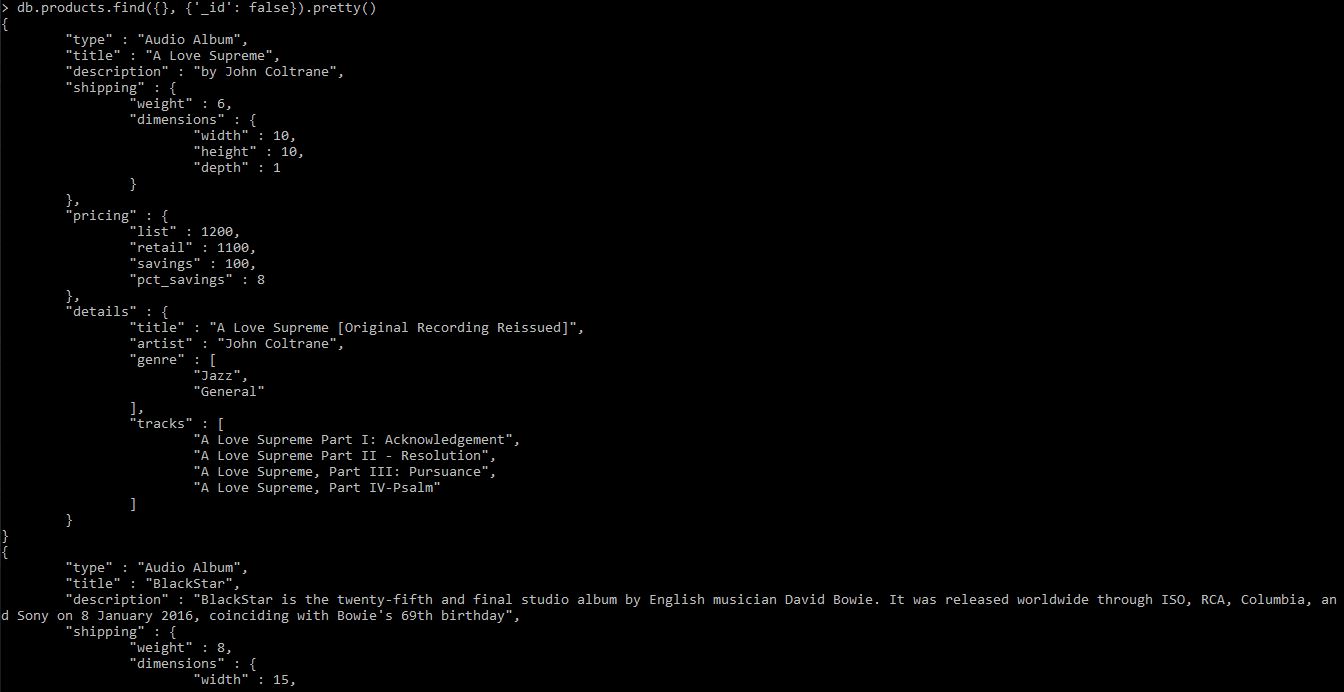 > db.products.find({}, {'_id': false}).pretty()
{
        "type" : "Audio Album",
        "title" : "A Love Supreme",
        "description" : "by John Coltrane",
        "shipping" : {
                "weight" : 6,
                "dimensions" : {
                        "width" : 10,
                        "height" : 10,
                        "depth" : 1
                }
        },
        "pricing" : {
                "list" : 1200,
                "retail" : 1100,
                "savings" : 100,
                "pct_savings" : 8
        },
        "details" : {
                "title" : "A Love Supreme [Original Recording Reissued]",
                "artist" : "John Coltrane",
                "genre" : [
                        "Jazz",
                        "General"
                ],
                "tracks" : [
                        "A Love Supreme Part I: Acknowledgement",
                        "A Love Supreme Part II - Resolution",
                        "A Love Supreme, Part III: Pursuance",
                        "A Love Supreme, Part IV-Psalm"
                ]
        }
}
{
        "type" : "Audio Album",
        "title" : "BlackStar",
        "description" : "BlackStar is the twenty-fifth and final studio album by English musician David Bowie. It was released worldwide through ISO, RCA, Columbia, an
d Sony on 8 January 2016, coinciding with Bowie's 69th birthday",
        "shipping" : {
                "weight" : 8,
                "dimensions" : {
                        "width" : 15,